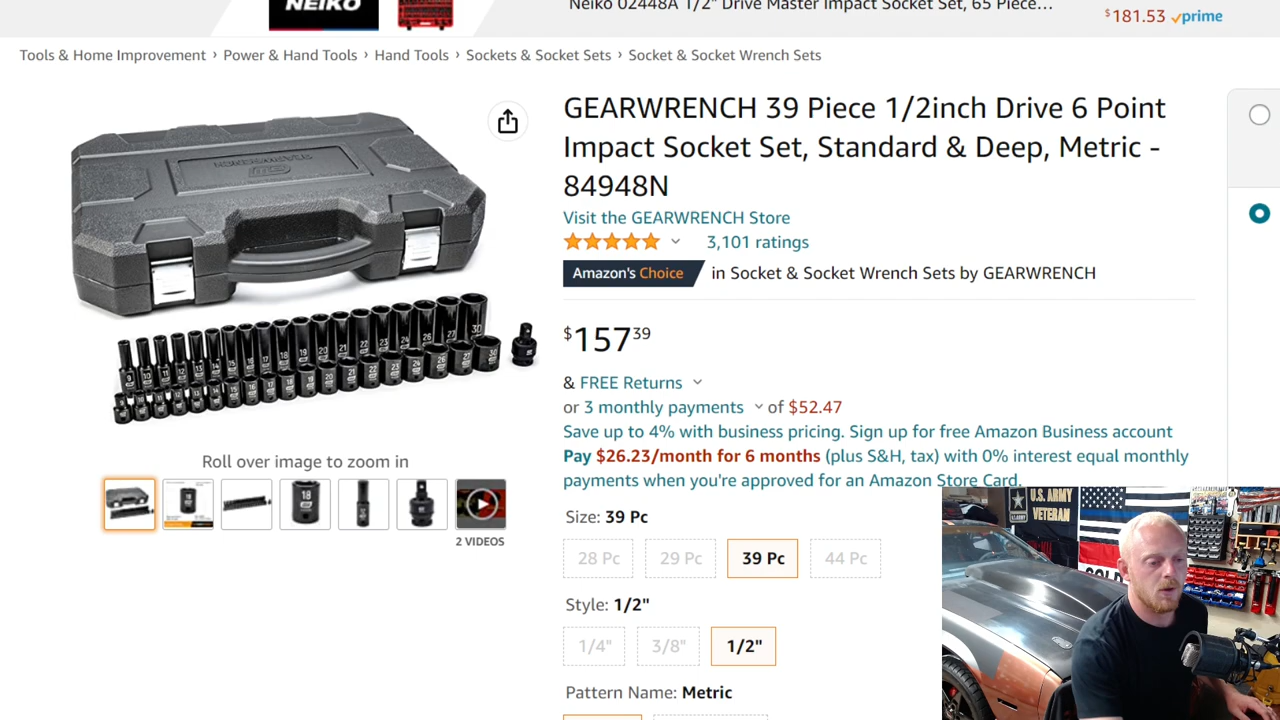 NEIKO
Neiko 02448A 1/2" Drive Master Impact Socket Set, 65 Piece…
$181.53 prime
Tools & Home Improvement › Power & Hand Tools › Hand Tools › Sockets & Socket Sets › Socket & Socket Wrench Sets
GEARWRENCH 39 Piece 1/2inch Drive 6 Point
Impact Socket Set, Standard & Deep, Metric -
84948N
Visit the GEARWRENCH Store
3,101 ratings
Amazon's Choice in Socket & Socket Wrench Sets by GEARWRENCH
$157 39
& FREE Returns
or 3 monthly payments of $52.47
Save up to 4% with business pricing. Sign up for free Amazon Business account
Pay $26.23/month for 6 months (plus S&H, tax) with 0% interest equal monthly
payments when you're approved for an Amazon Store Card.
Roll over image to zoom in
18
2 VIDEOS
Size: 39 Pc
28 Pc 29 Pc 39 Pc 44 Pc
Style: 1/2"
1/4" 3/8" 1/2"
Pattern Name: Metric
U.S. ARMY
VETERAN